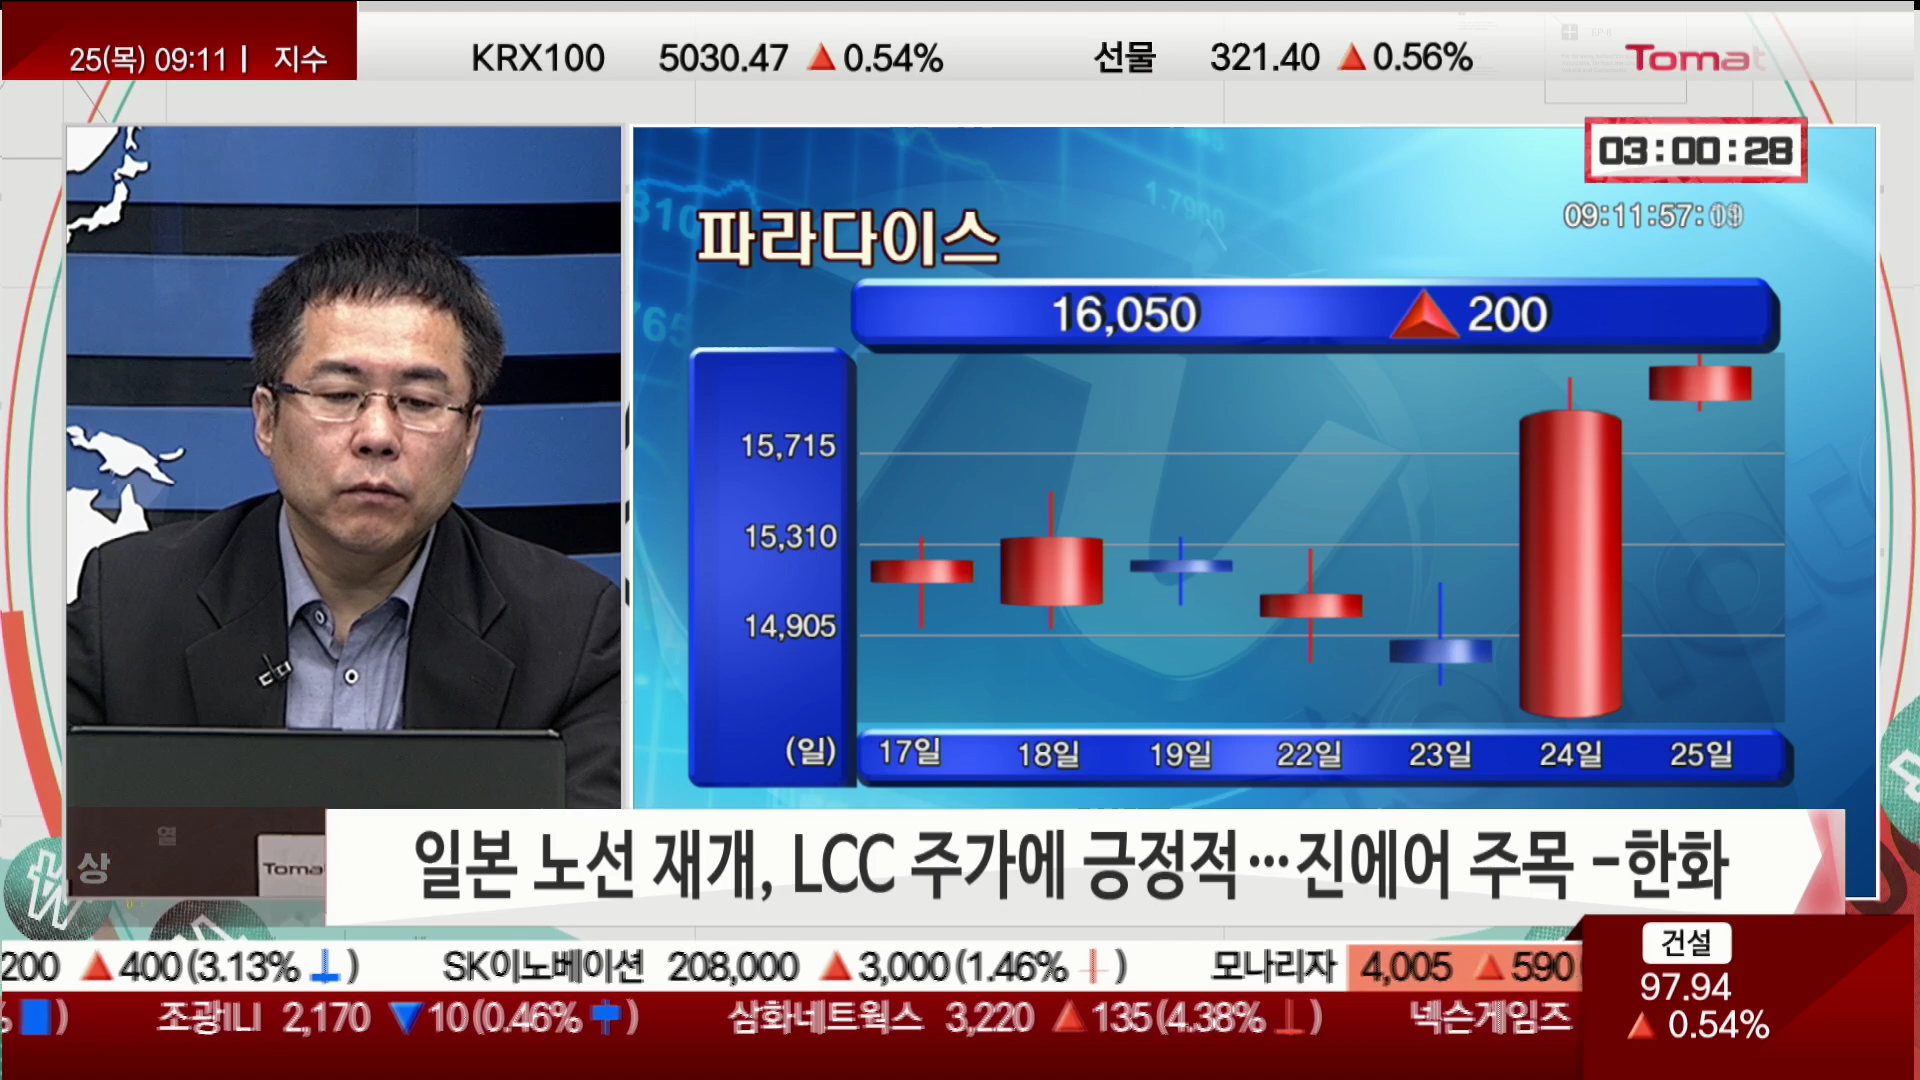 25(목) 09:11 | 지수 KRX100 5030.47 ▲0.54% 선물 321.40 ▲0.56% Tomat
03:00:28
09:11:57:09
파라다이스
16,050 ▲200
15,715
15,310
14,905
(일) 17일 18일 19일 22일 23일 24일 25일
상
Toma
일본 노선 재개, LCC 주가에 긍정적…진에어 주목 -한화
200 ▲400(3.13% ) SK이노베이션 208,000 ▲3,000(1.46% ) 모나리자 4,005 ▲590
% ) 조광ILI 2,170 ▼10(0.46% ) 삼화네트웍스 3,220 ▲135(4.38% ) 넥슨게임즈
건설
97.94
▲ 0.54%